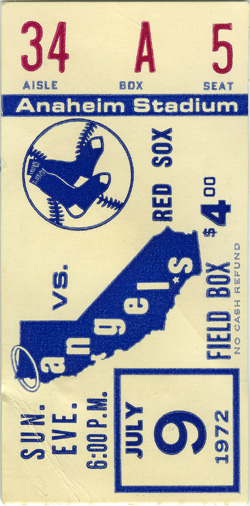 34 A 5
AISLE BOX SEAT
Anaheim Stadium
RED SOX
VS.
angels
FIELD BOX $4.00
NO CASH REFUND
SUN.
EVE.
6:00 P.M.
JULY
9
1972